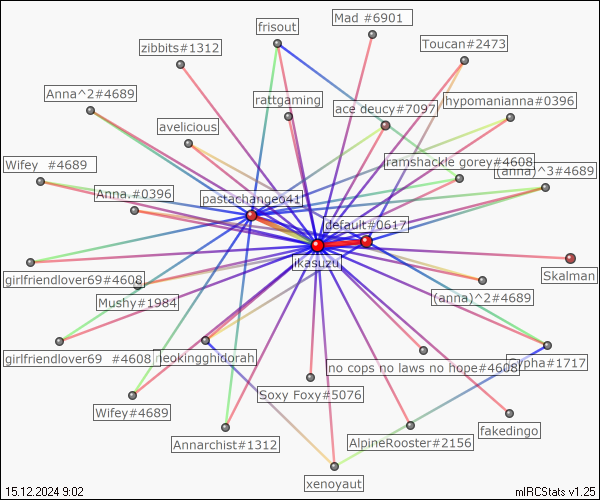 Mad #6901
frisout
Toucan#2473
zibbits#1312
Anna^2#4689
rattgaming
ace deucy#7097
hypomanianna#0396
avelicious
Wifey  #4689
ramshackle gorey#4608
(anna)^3#4689
Anna.#0396
pastachangeo41
default#0617
ikasuzu
Skalman
girlfriendlover69#4608
Mushy#1984
(anna)^2#4689
girlfriendlover69  #4608
neokingghidorah
no cops no laws no hope#4608
Cypha#1717
Soxy Foxy#5076
Wifey#4689
Annarchist#1312
AlpineRooster#2156
fakedingo
xenoyaut
15.12.2024 9:02
mIRCStats v1.25